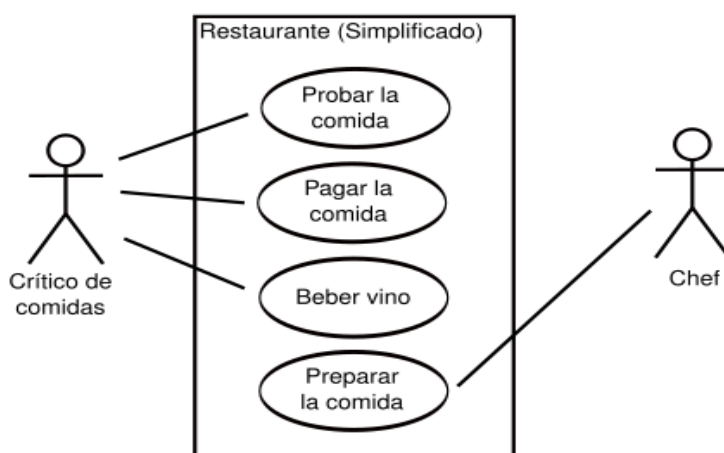 Restaurante (Simplificado)
Probar la
comida
Pagar la
comida
Beber vino
Preparar
la comida
Crítico de
comidas
Chef